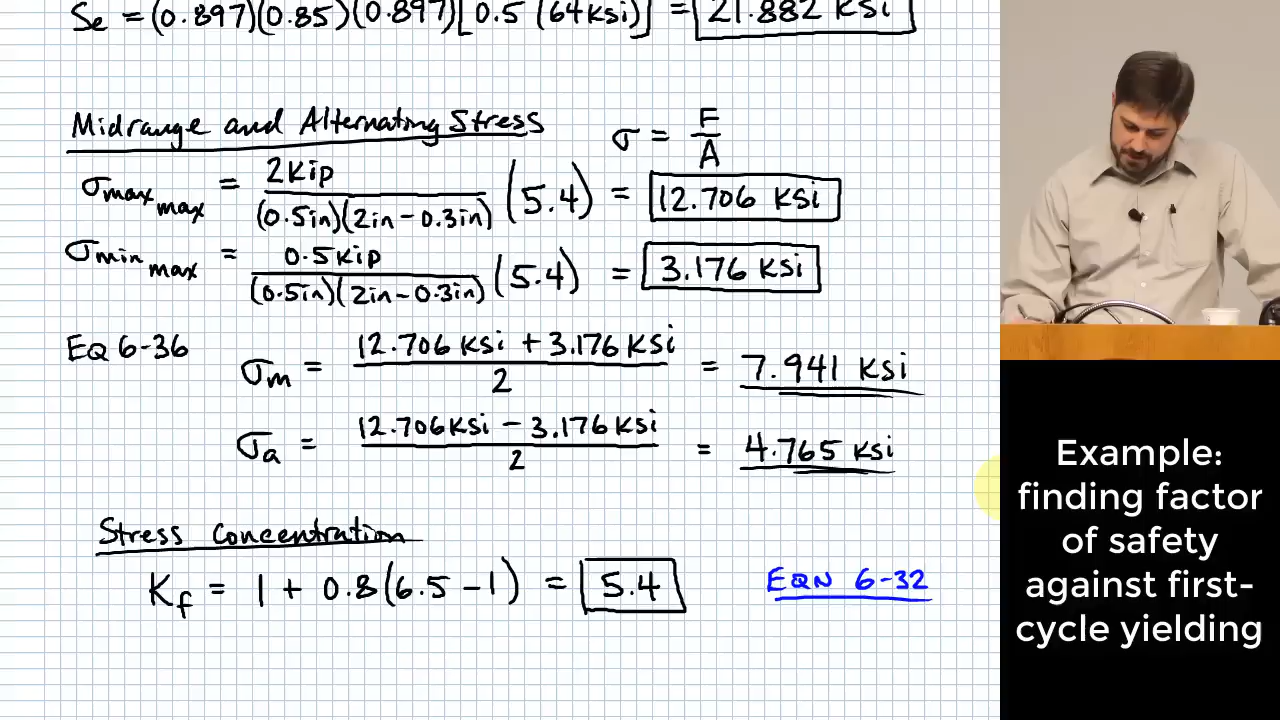 Se = (0.897)(0.85)(0.897)[0.5(64ksi)] = 21.882 ksi
Midrange and Alternating Stress
σ = F/A
σmax max = 2Kip / (0.5in)(2in-0.3in) (5.4) = 12.706 ksi
σmin max = 0.5Kip / (0.5in)(2in-0.3in) (5.4) = 3.176 ksi
EQ 6-36
σm = 12.706 ksi + 3.176 ksi / 2 = 7.941 ksi
σa = 12.706 ksi - 3.176 ksi / 2 = 4.765 ksi
Stress Concentration
Kf = 1 + 0.8(6.5-1) = 5.4
EQN 6-32
Example:
finding factor
of safety
against first-
cycle yielding